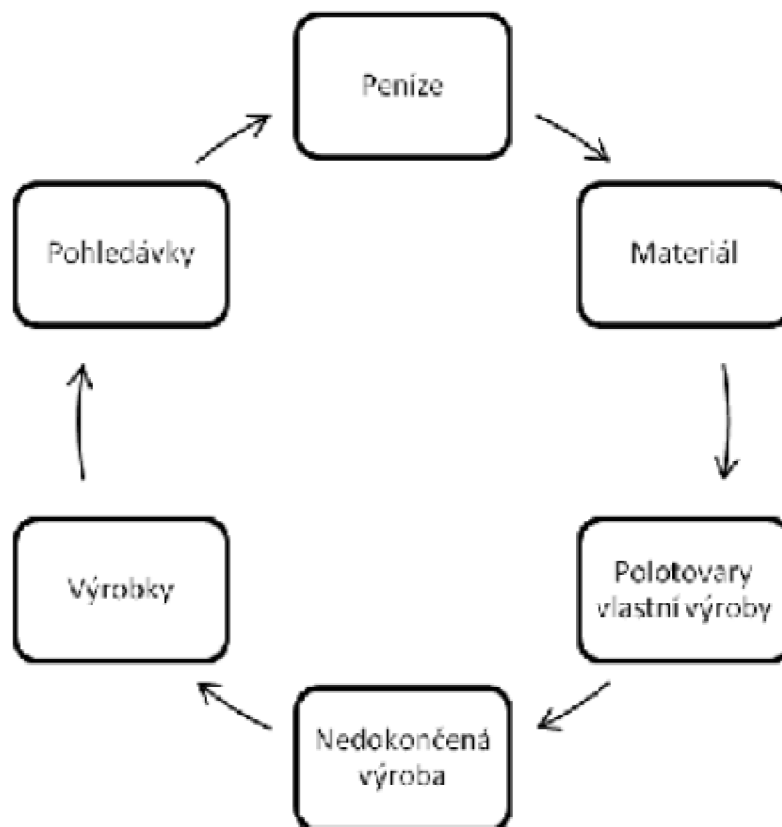 Peníze
Materiál
Polotovary
vlastní výroby
Nedokončená
výroba
Výrobky
Pohledávky